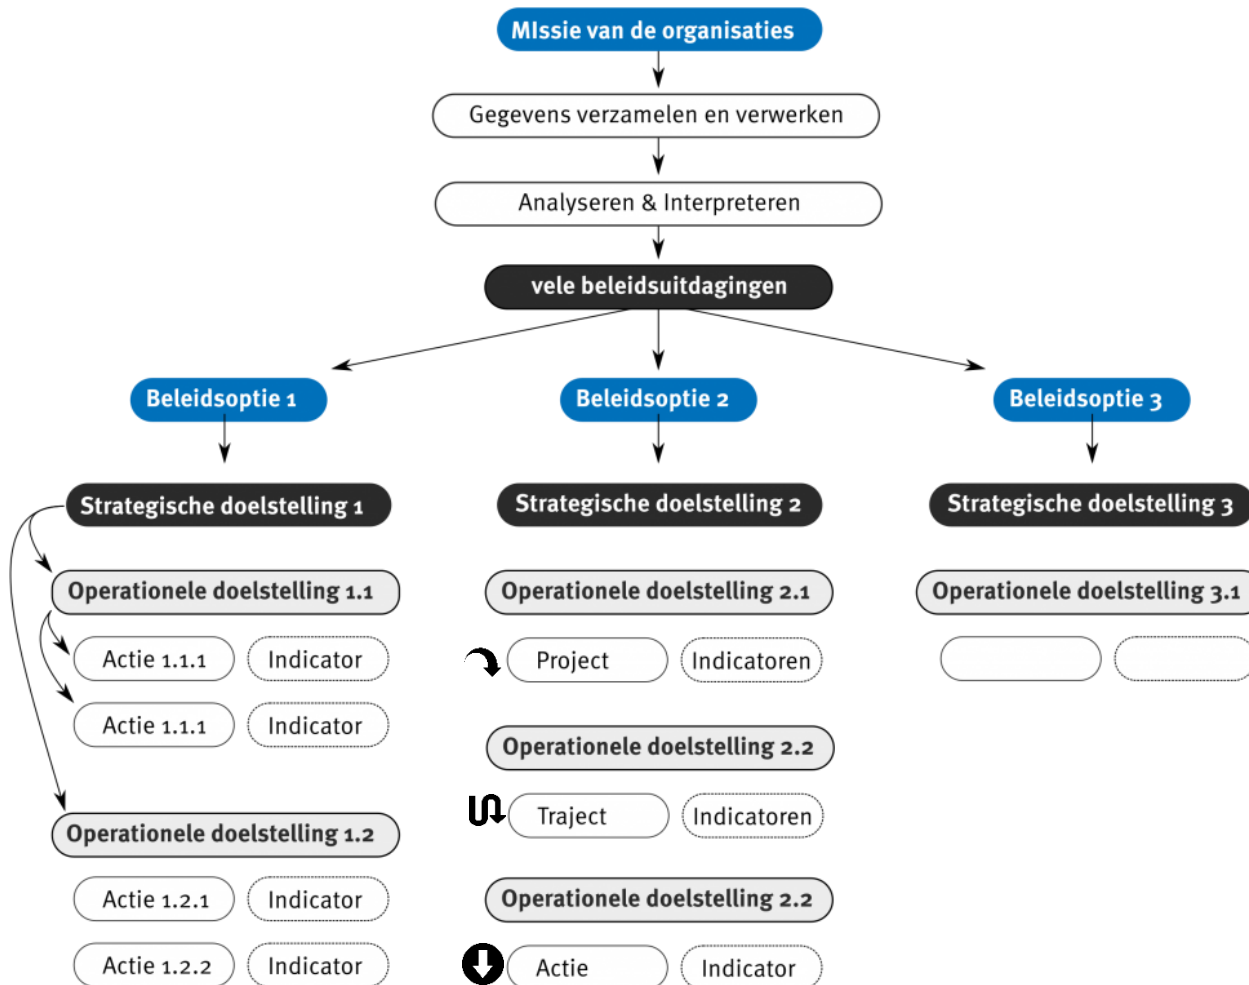 MIssie van de organisaties
Gegevens verzamelen en verwerken
Analyseren & Interpreteren
vele beleidsuitdagingen
Beleidsoptie 1
Beleidsoptie 2
Beleidsoptie 3
Strategische doelstelling 1
Strategische doelstelling 2
Strategische doelstelling 3
Operationele doelstelling 1.1
Operationele doelstelling 2.1
Operationele doelstelling 3.1
Actie 1.1.1
Indicator
Project
Indicatoren
Actie 1.1.1
Indicator
Operationele doelstelling 2.2
Traject
Indicatoren
Operationele doelstelling 1.2
Actie 1.2.1
Indicator
Operationele doelstelling 2.2
Actie 1.2.2
Indicator
Actie
Indicator